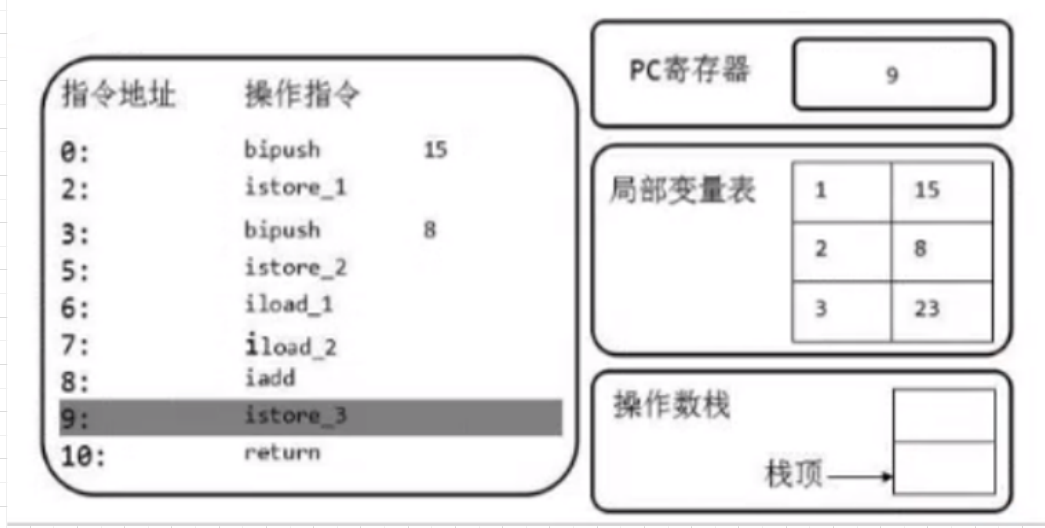 指令地址 操作指令
0: bipush 15
2: istore_1
3: bipush 8
5: istore_2
6: iload_1
7: iload_2
8: iadd
9: istore_3
10: return
PC寄存器 9
局部变量表 1 15
2 8
3 23
操作数栈
栈顶